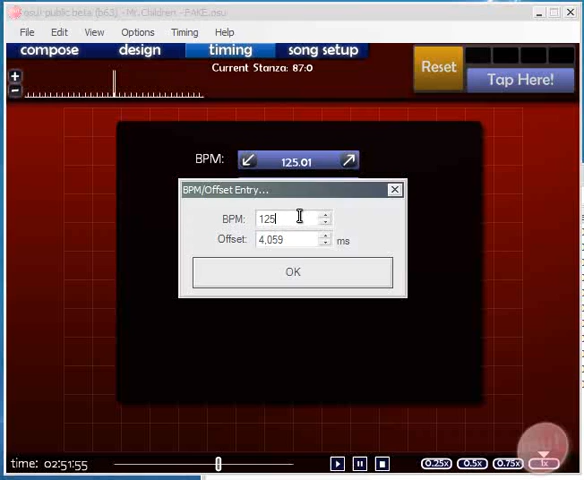 osu! public beta (b63) - Mr.Children - FAKE.osu
File Edit View Options Timing Help
compose design timing song setup
Current Stanza: 87:0
Reset
Tap Here!
BPM: 125.01
BPM/Offset Entry...
BPM: 125
Offset: 4,059 ms
OK
time: 02:51:55
0.25x 0.5x 0.75x 1x